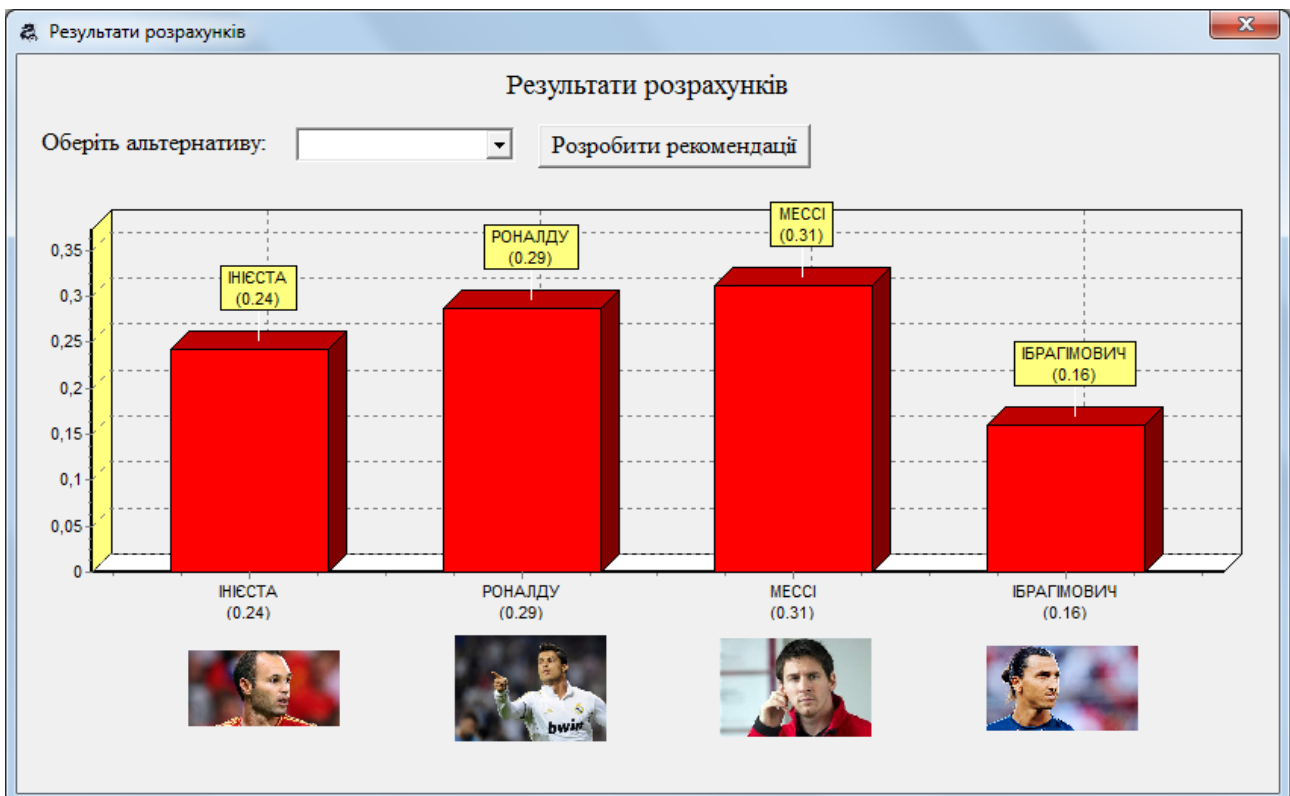 Результати розрахунків
Результати розрахунків
Оберіть альтернативу:
Розробити рекомендації
МЕССІ
(0.31)
РОНАЛДУ
(0.29)
ІНІЄСТА
(0.24)
ІБРАГІМОВИЧ
(0.16)
0,35
0,3
0,25
0,2
0,15
0,1
0,05
0
ІНІЄСТА
(0.24)
РОНАЛДУ
(0.29)
МЕССІ
(0.31)
ІБРАГІМОВИЧ
(0.16)
bwin